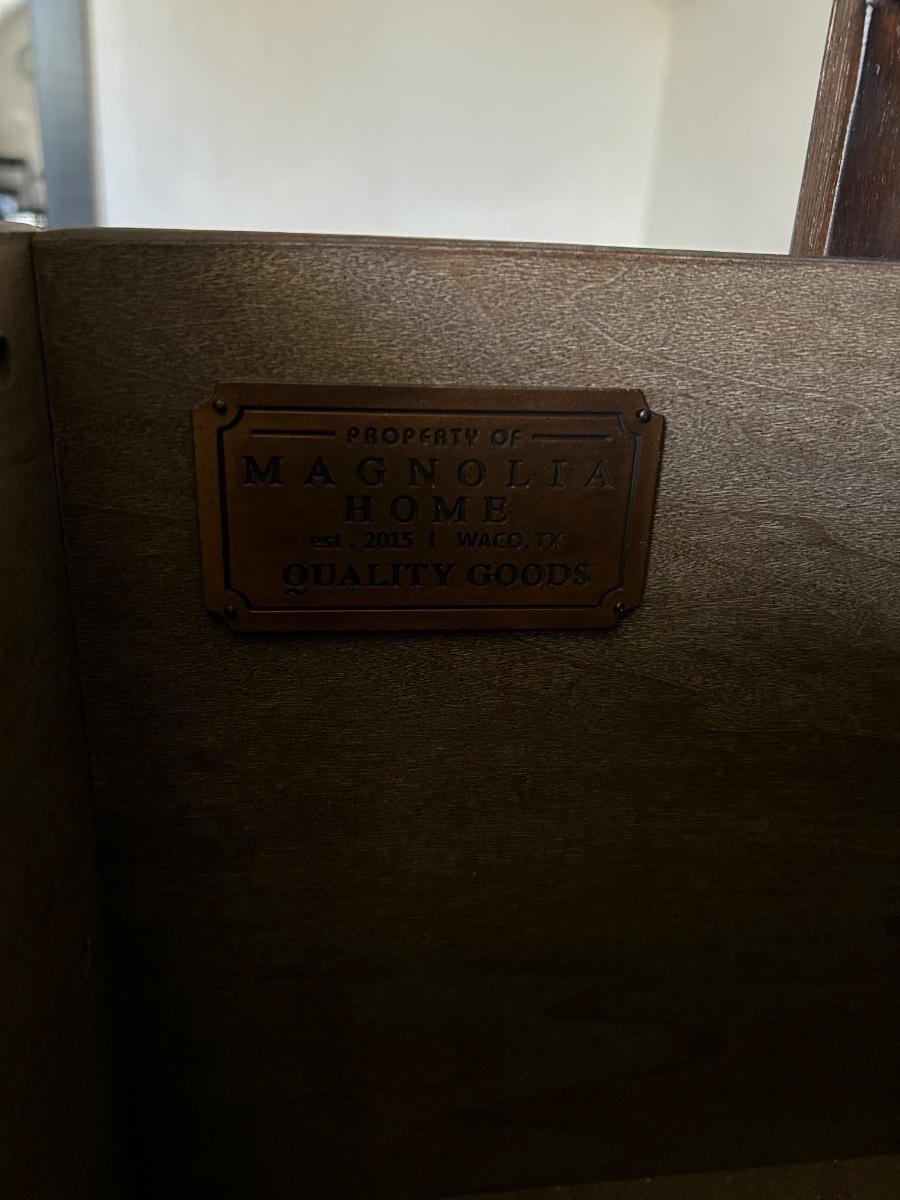 PROPERTY OF
MAGNOLIA
HOME
est. 2015 | WACO, TX
QUALITY GOODS